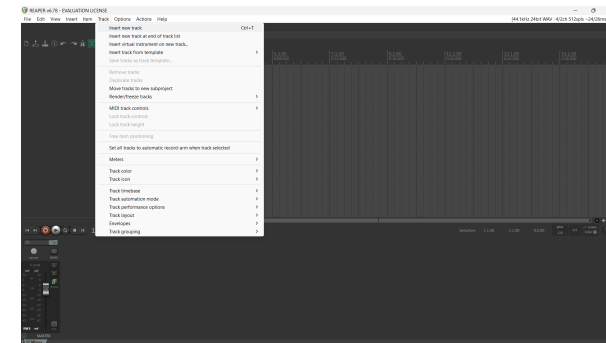 REAPER v6.78 - EVALUATION LICENSE
File Edit View Insert Item Track Options Actions Help
[44.1kHz 24bit WAV : 4/2ch 512spls ~24/26ms
Insert new track Ctrl+T
Insert new track at end of track list
Insert virtual instrument on new track...
Insert track from template
Save tracks as track template...
Remove tracks
Duplicate tracks
Move tracks to new subproject
Render/freeze tracks
MIDI track controls
Lock track controls
Lock track height
Free item positioning
Set all tracks to automatic record-arm when track selected
Meters
Track color
Track icon
Track timebase
Track automation mode
Track performance options
Track layout
Envelopes
Track grouping
Selection
MASTER